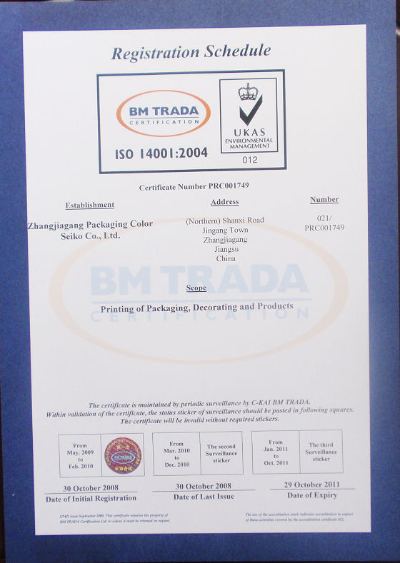 Registration Schedule
BM TRADA
CERTIFICATION
ISO 14001:2004
UKAS
ENVIRONMENTAL
MANAGEMENT
012
Certificate Number PRC001749
Establishment Address Number
Zhangjiagang Packaging Color
Seiko Co., Ltd.
(Northern) Shanxi Road
Jingang Town
Zhangjiagang
Jiangsu
China
021/
PRC001749
Scope
Printing of Packaging, Decorating and Products
BM TRADA
CERTIFICATION
The certificate is maintained by periodic surveillance by C-KAI BM TRADA.
Within validation of the certificate, the status sticker of surveillance should be posted in following squares.
The certificate will be invalid without required stickers.
From
May. 2009
to
Feb. 2010
BM TRADA
From
Mar. 2010
to
Dec. 2010
The second
Surveillance
sticker
From
Jan. 2011
to
Oct. 2011
The third
Surveillance
sticker
30 October 2008
Date of Initial Registration
30 October 2008
Date of Last Issue
29 October 2011
Date of Expiry